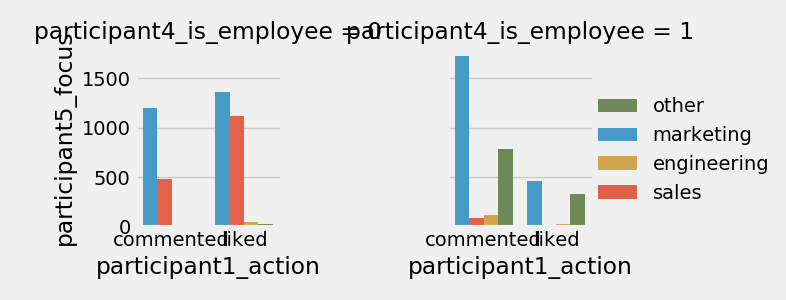 participant4_is_employee = 0
participant4_is_employee = 1
participant5_focus
1500
1000
500
0
commented
liked
commented
liked
participant1_action
participant1_action
other
marketing
engineering
sales